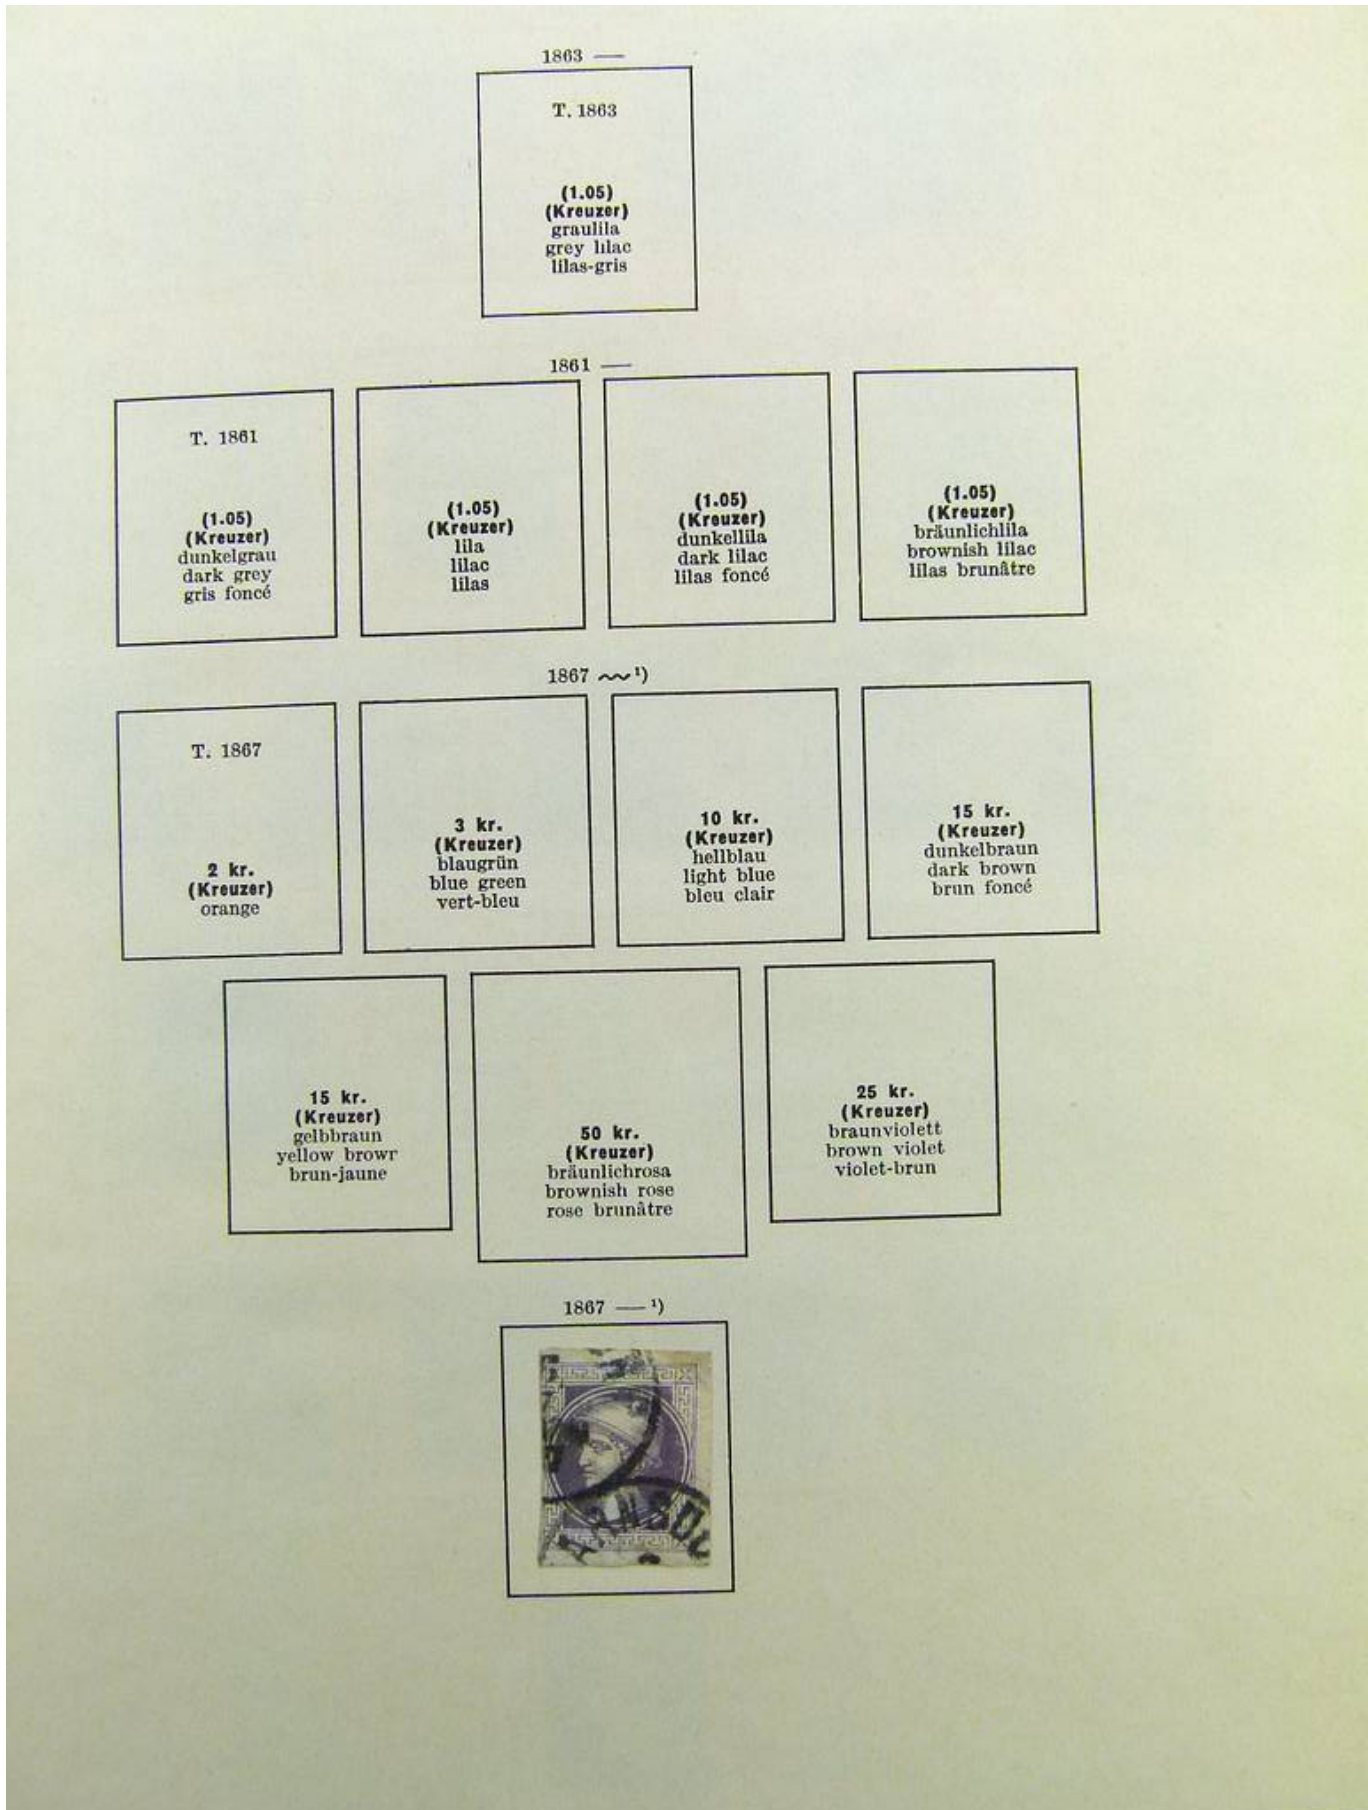 1863 —
T. 1863
(1.05)
(Kreuzer)
graulila
grey lilac
lilas-gris
1861 —
T. 1861
(1.05)
(Kreuzer)
dunkelgrau
dark grey
gris foncé
(1.05)
(Kreuzer)
lila
lilac
lilas
(1.05)
(Kreuzer)
dunkellila
dark lilac
lilas foncé
(1.05)
(Kreuzer)
bräunlichlila
brownish lilac
lilas brunâtre
1867 ~~ ¹)
T. 1867
2 kr.
(Kreuzer)
orange
3 kr.
(Kreuzer)
blaugrün
blue green
vert-bleu
10 kr.
(Kreuzer)
hellblau
light blue
bleu clair
15 kr.
(Kreuzer)
dunkelbraun
dark brown
brun foncé
15 kr.
(Kreuzer)
gelbbraun
yellow browr
brun-jaune
50 kr.
(Kreuzer)
bräunlichrosa
brownish rose
rose brunâtre
25 kr.
(Kreuzer)
braunviolett
brown violet
violet-brun
1867 — ¹)